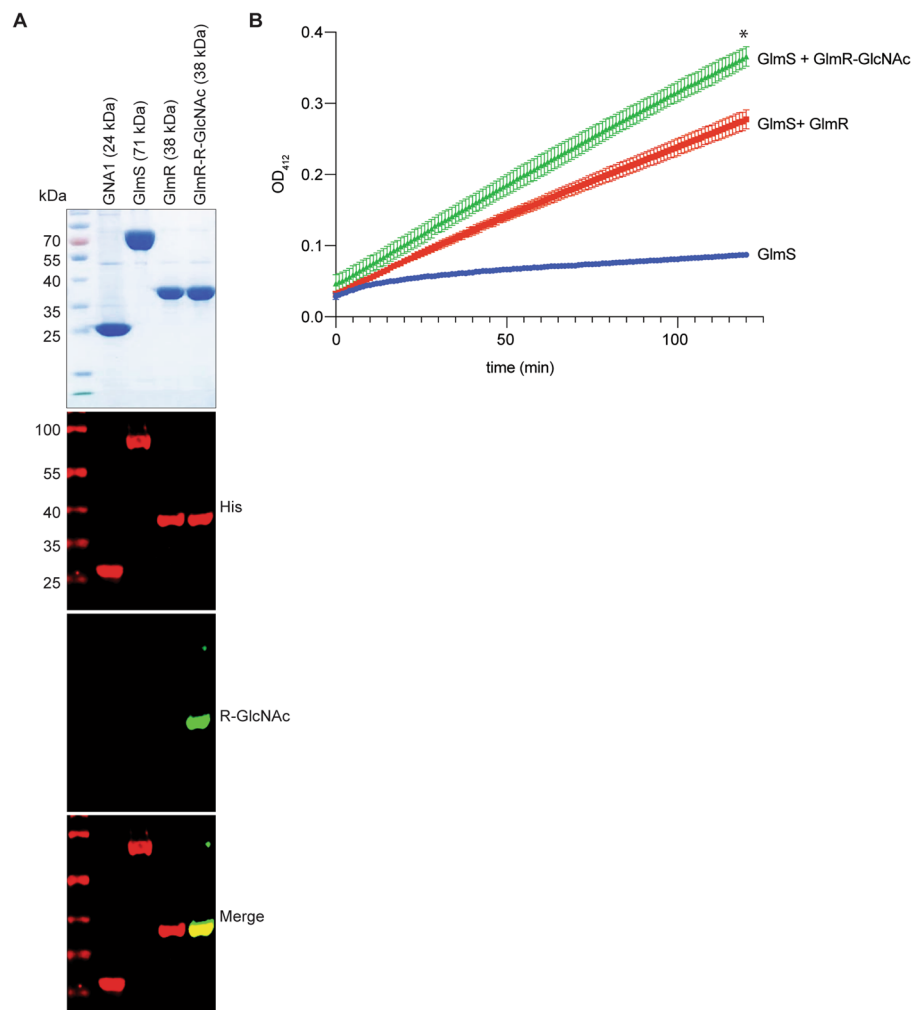 A
B
GNA1 (24 kDa)
GlmS (71 kDa)
GlmR (38 kDa)
GlmR-R-GlcNAc (38 kDa)
kDa
70
55
40
35
25
100
55
40
35
25
His
R-GlcNAc
Merge
0.4
0.3
0.2
0.1
0.0
OD412
0
50
100
time (min)
*
GlmS + GlmR-GlcNAc
GlmS+ GlmR
GlmS